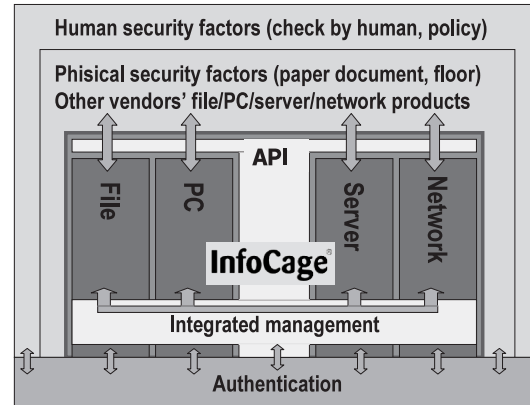 Human security factors (check by human, policy)
Phisical security factors (paper document, floor)
Other vendors' file/PC/server/network products
API
File
PC
Server
Network
InfoCage®
Integrated management
Authentication